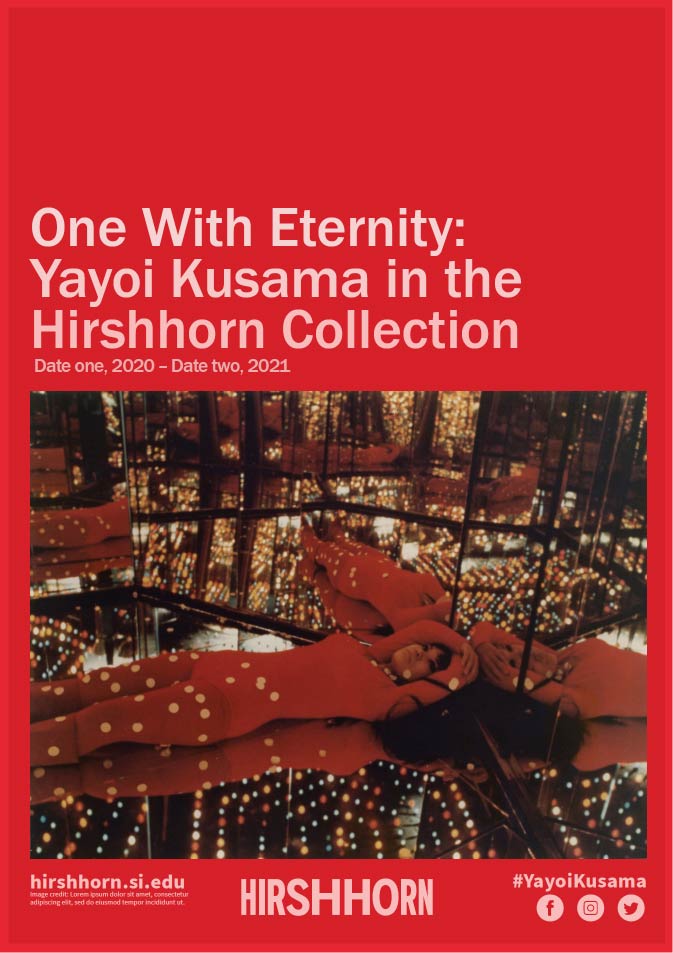 One With Eternity:
Yayoi Kusama in the
Hirshhorn Collection
Date one, 2020 – Date two, 2021
hirshhorn.si.edu
Image credit: Lorem ipsum dolor sit amet, consectetur
adipiscing elit, sed do eiusmod tempor incididunt ut.
HIRSHHORN
#YayoiKusama